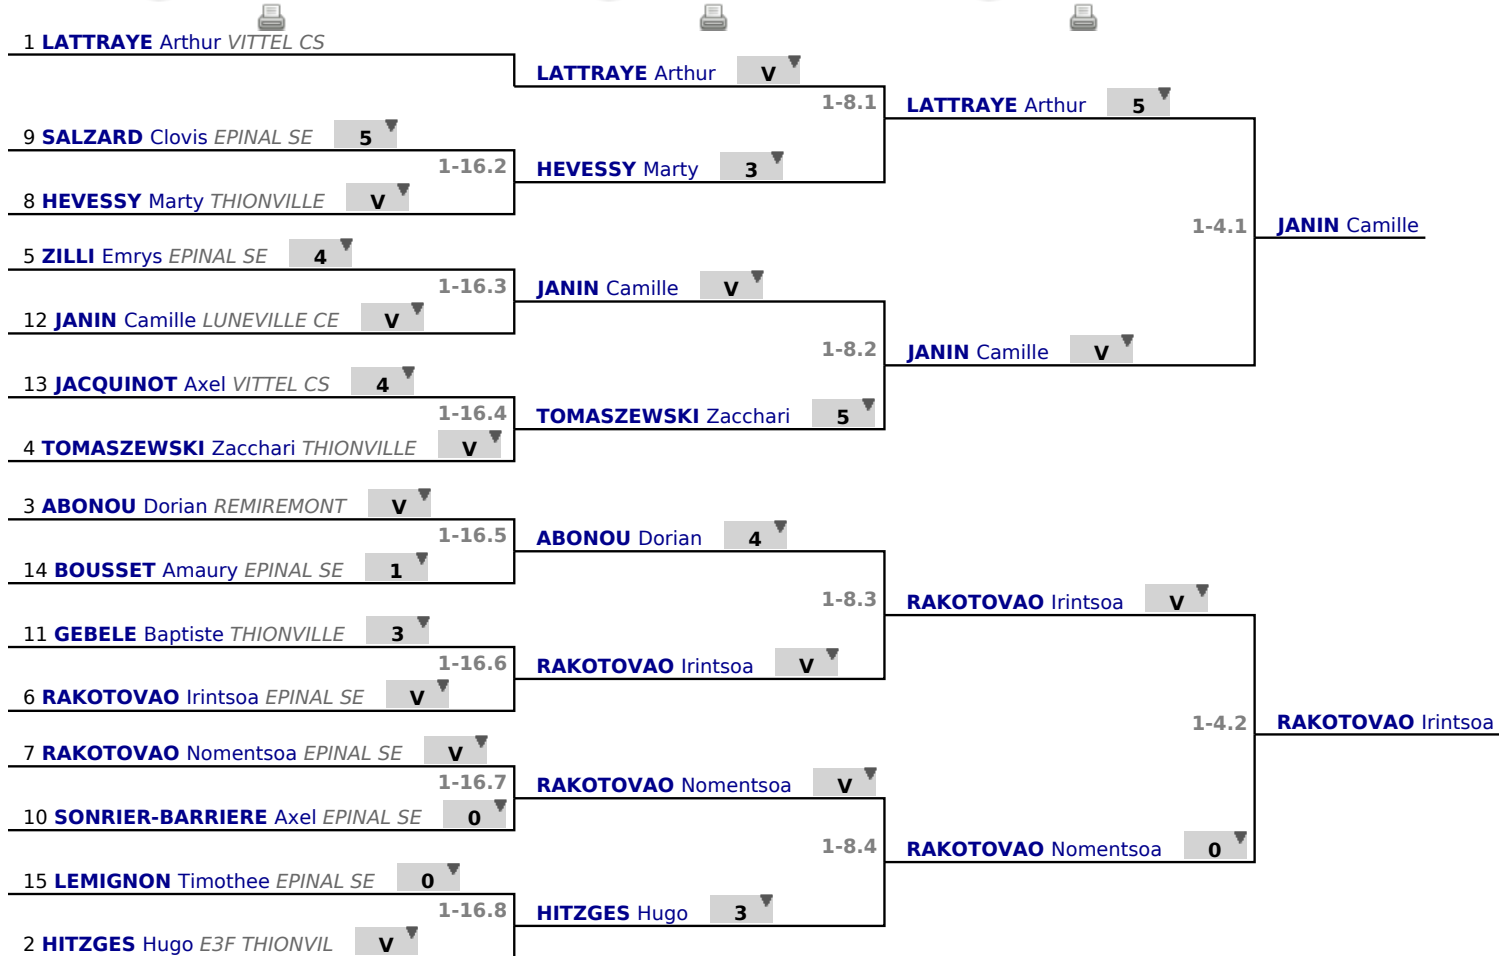 1 LATTRAYE Arthur VITTEL CS
9 SALZARD Clovis EPINAL SE 5
1-16.2
8 HEVESSY Marty THIONVILLE V
5 ZILLI Emrys EPINAL SE 4
1-16.3
12 JANIN Camille LUNEVILLE CE V
13 JACQUINOT Axel VITTEL CS 4
1-16.4
4 TOMASZEWSKI Zacchari THIONVILLE V
3 ABONOU Dorian REMIREMONT V
1-16.5
14 BOUSSET Amaury EPINAL SE 1
11 GEBELE Baptiste THIONVILLE 3
1-16.6
6 RAKOTOVAO Irintsoa EPINAL SE V
7 RAKOTOVAO Nomentsoa EPINAL SE V
1-16.7
10 SONRIER-BARRIERE Axel EPINAL SE 0
15 LEMIGNON Timothee EPINAL SE 0
1-16.8
2 HITZGES Hugo E3F THIONVIL V
LATTRAYE Arthur V
1-8.1
HEVESSY Marty 3
JANIN Camille V
1-8.2
TOMASZEWSKI Zacchari 5
ABONOU Dorian 4
1-8.3
RAKOTOVAO Irintsoa V
RAKOTOVAO Nomentsoa V
1-8.4
HITZGES Hugo 3
LATTRAYE Arthur 5
1-4.1
JANIN Camille V
RAKOTOVAO Irintsoa V
1-4.2
RAKOTOVAO Nomentsoa 0
JANIN Camille
RAKOTOVAO Irintsoa